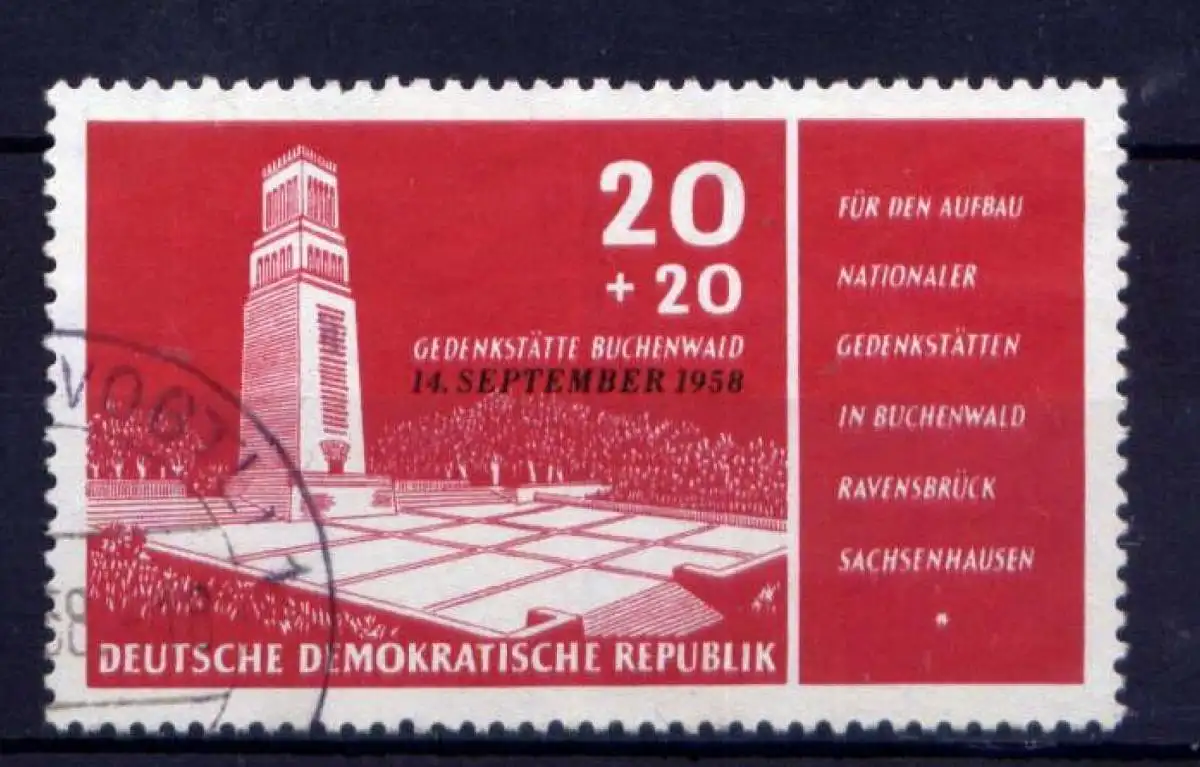 20
+ 20
GEDENKSTÄTTE BUCHENWALD
14. SEPTEMBER 1958
DEUTSCHE DEMOKRATISCHE REPUBLIK
FÜR DEN AUFBAU
NATIONALER
GEDENKSTÄTTEN
IN BUCHENWALD
RAVENSBRÜCK
SACHSENHAUSEN
*